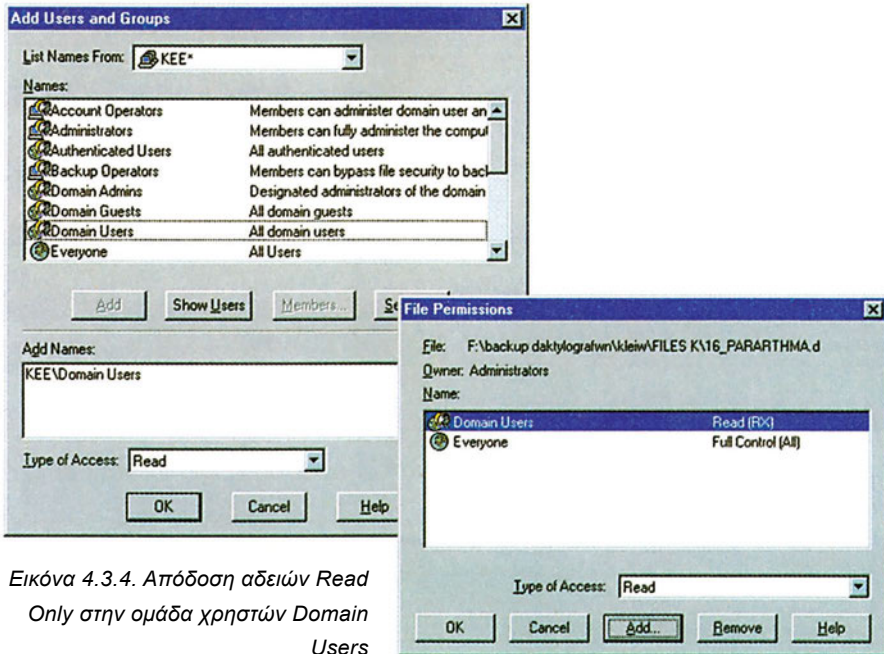 Add Users and Groups
List Names From: KEE*
Names:
Account Operators Members can administer domain user an
Administrators Members can fully administer the comput
Authenticated Users All authenticated users
Backup Operators Members can bypass file security to back
Domain Admins Designated administrators of the domain
Domain Guests All domain guests
Domain Users All domain users
Everyone All Users
Add Show Users Members... Se
Add Names:
KEE\Domain Users
Type of Access: Read
OK Cancel Help
File Permissions
File: F:\backup daktylografwn\kleiw\FILES K\16_PARARTHMA.d
Owner: Administrators
Name:
Domain Users Read (RX)
Everyone Full Control (All)
Type of Access: Read
OK Cancel Add... Remove Help
Εικόνα 4.3.4. Απόδοση αδειών Read
Only στην ομάδα χρηστών Domain
Users